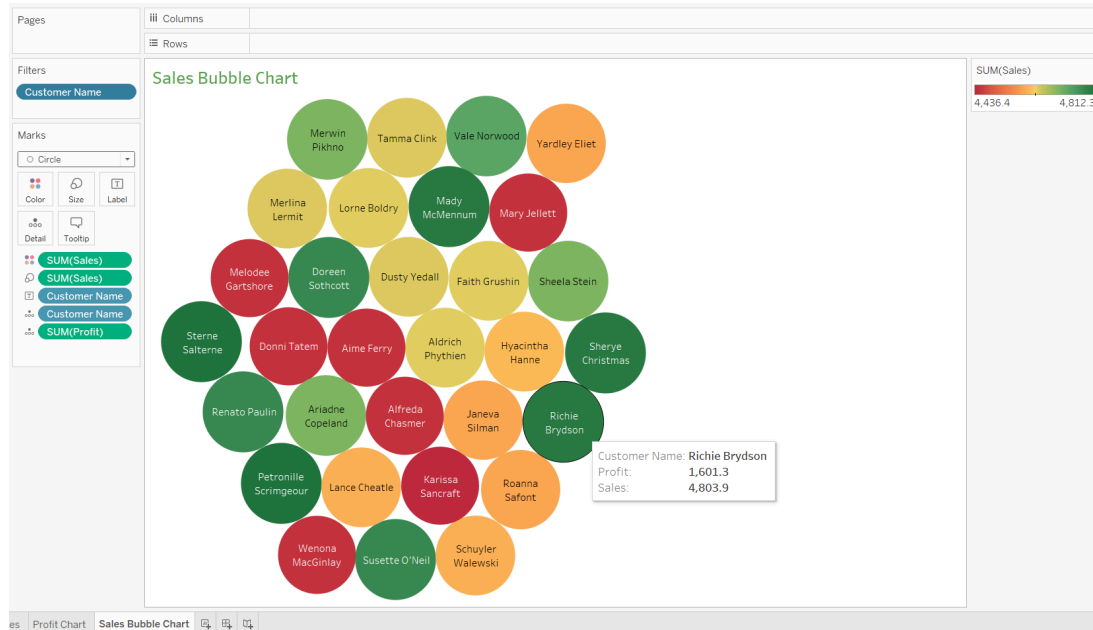 Pages
Columns
Rows
Filters
Customer Name
Marks
Circle
Color
Size
Label
Detail
Tooltip
SUM(Sales)
SUM(Sales)
Customer Name
Customer Name
SUM(Profit)
Sales Bubble Chart
Merwin
Pikhno
Tamma Clink
Vale Norwood
Yardley Eliet
Merlina
Lermit
Lorne Boldry
Mady
McMennum
Mary Jellett
Melodee
Gartshore
Doreen
Sothcott
Dusty Yedall
Faith Grushin
Sheela Stein
Sterne
Salterne
Donni Tatem
Aime Ferry
Aldrich
Phythien
Hyacintha
Hanne
Sherye
Christmas
Renato Paulin
Ariadne
Copeland
Alfreda
Chasmer
Janeva
Silman
Richie
Brydson
Customer Name: Richie Brydson
Profit: 1,601.3
Sales: 4,803.9
Petronille
Scrimgeour
Lance Cheatle
Karissa
Sancraft
Roanna
Safont
Wenona
MacGinlay
Susette O'Neil
Schuyler
Walewski
SUM(Sales)
4,436.4 4,812.3
es Profit Chart Sales Bubble Chart